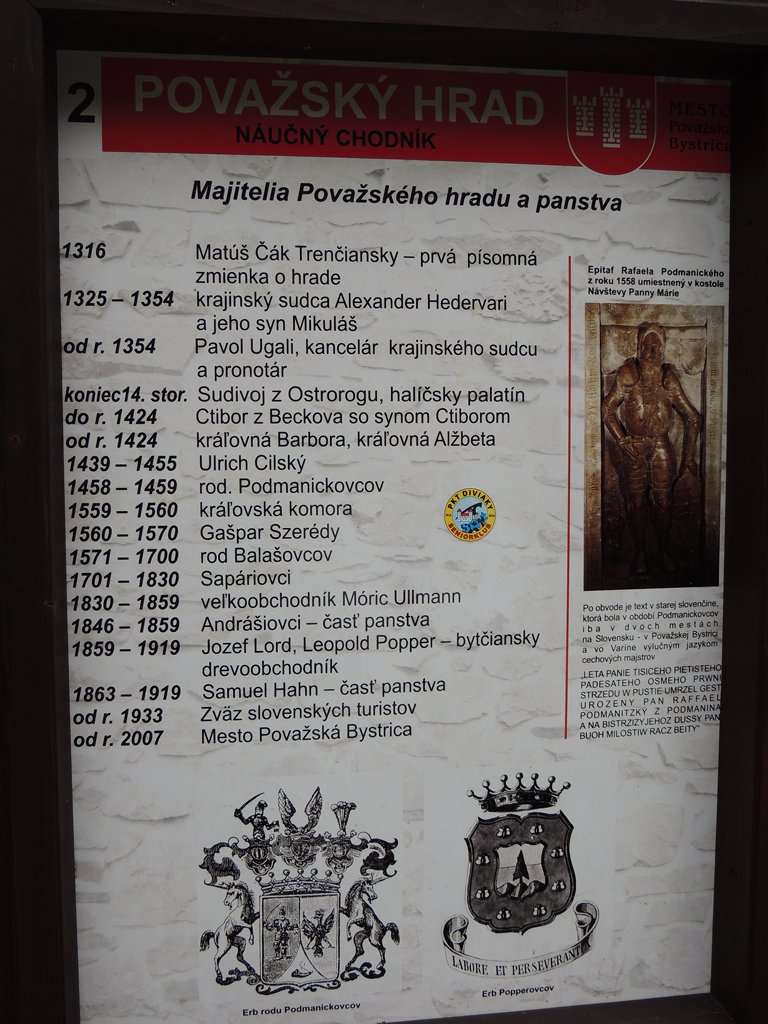 2
POVAŽSKÝ HRAD
NÁUČNÝ CHODNÍK
MESTO
Považská
Bystrica
Majitelia Považského hradu a panstva
1316 Matúš Čák Trenčiansky – prvá písomná
zmienka o hrade
1325 – 1354 krajinský sudca Alexander Hedervari
a jeho syn Mikuláš
od r. 1354 Pavol Ugali, kancelár krajinského sudcu
a pronotár
koniec14. stor. Sudivoj z Ostrorogu, halíčsky palatín
do r. 1424 Ctibor z Beckova so synom Ctiborom
od r. 1424 kráľovná Barbora, kráľovná Alžbeta
1439 – 1455 Ulrich Cilský
1458 – 1459 rod. Podmanickovcov
1559 – 1560 kráľovská komora
1560 – 1570 Gašpar Szerédy
1571 – 1700 rod Balašovcov
1701 – 1830 Sapáriovci
1830 – 1859 veľkoobchodník Móric Ullmann
1846 – 1859 Andrášiovci – časť panstva
1859 – 1919 Jozef Lord, Leopold Popper – bytčiansky
drevoobchodník
1863 – 1919 Samuel Hahn – časť panstva
od r. 1933 Zväz slovenských turistov
od r. 2007 Mesto Považská Bystrica
PKT DIVIAKY
SENIORKLUB
Epitaf Rafaela Podmanického
z roku 1558 umiestnený v kostole
Návštevy Panny Márie
Po obvode je text v starej slovenčine,
ktorá bola v období Podmanickovcov
iba v dvoch mestách
na Slovensku - v Považskej Bystrici
a vo Varíne výlučným jazykom
cechových majstrov
„LETA PANIE TISICEHO PIETISTEHO
PADESATEHO OSMEHO PRWNI
STRZEDU W PUSTIE UMRZEL GEST
UROZENY PAN RAFFAEL
PODMANITZKY Z PODMANINA
A NA BISTRZIZYJEHOZ DUSSY PAN
BUOH MILOSTIW RACZ BEITY"
LABORE ET PERSEVERANTIA
Erb rodu Podmanickovcov
Erb Popperovcov